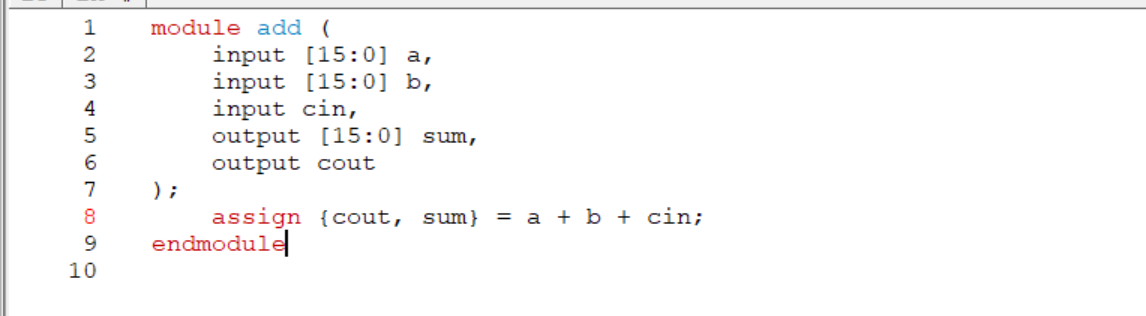 1 module add (
2 input [15:0] a,
3 input [15:0] b,
4 input cin,
5 output [15:0] sum,
6 output cout
7 );
8 assign {cout, sum} = a + b + cin;
9 endmodule
10